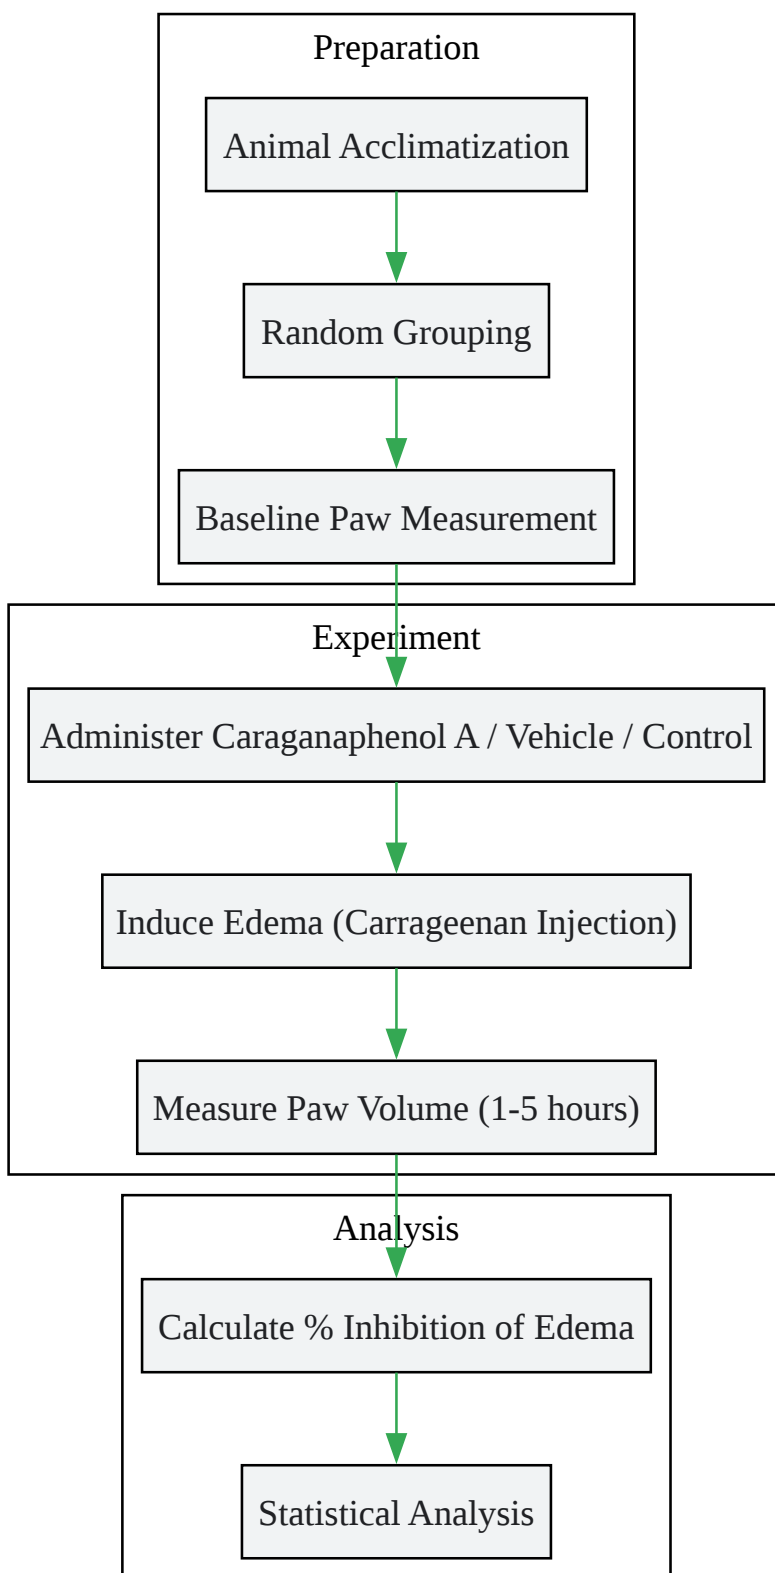 Preparation
Animal Acclimatization
Random Grouping
Baseline Paw Measurement
Experiment
Administer Caraganaphenol A / Vehicle / Control
Induce Edema (Carrageenan Injection)
Measure Paw Volume (1-5 hours)
Analysis
Calculate % Inhibition of Edema
Statistical Analysis